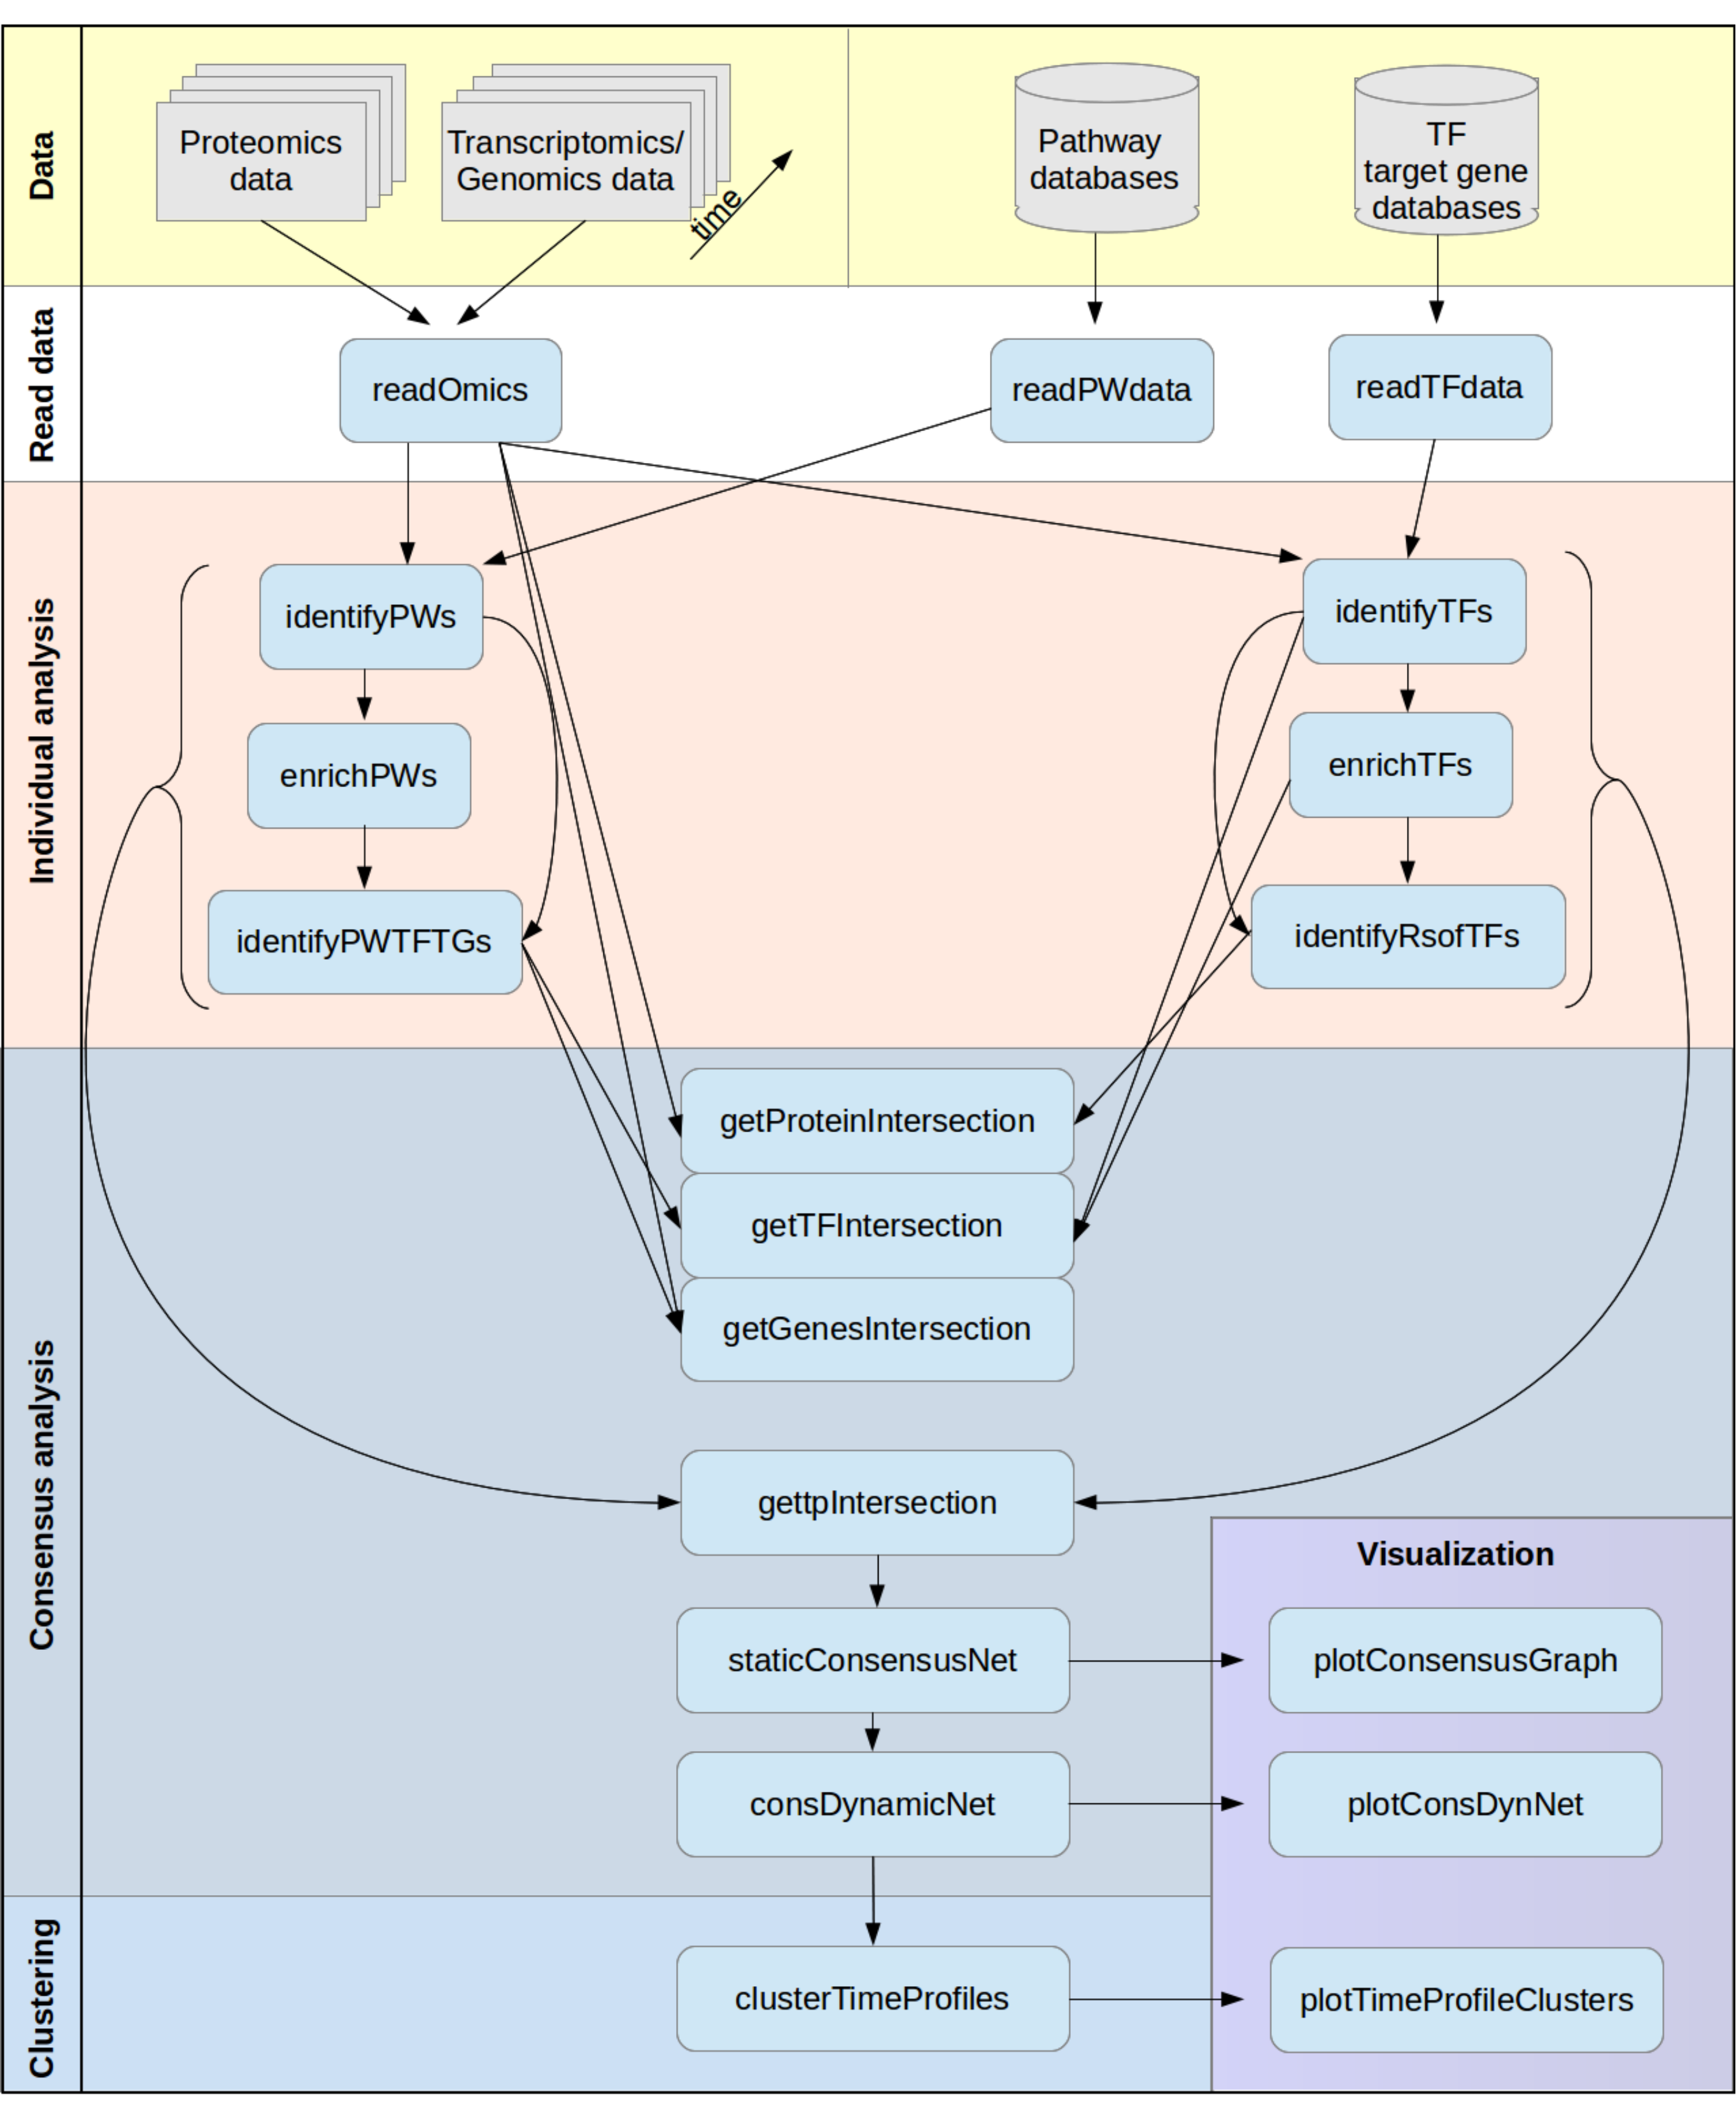 Data
Proteomics
data
Transcriptomics/
Genomics data
time
Pathway
databases
TF
target gene
databases
Read data
readOmics
readPWdata
readTFdata
Individual analysis
identifyPWs
identifyTFs
enrichPWs
enrichTFs
identifyPWTFTGs
identifyRsofTFs
Consensus analysis
getProteinIntersection
getTFIntersection
getGenesIntersection
gettpIntersection
Visualization
staticConsensusNet
plotConsensusGraph
consDynamicNet
plotConsDynNet
Clustering
clusterTimeProfiles
plotTimeProfileClusters